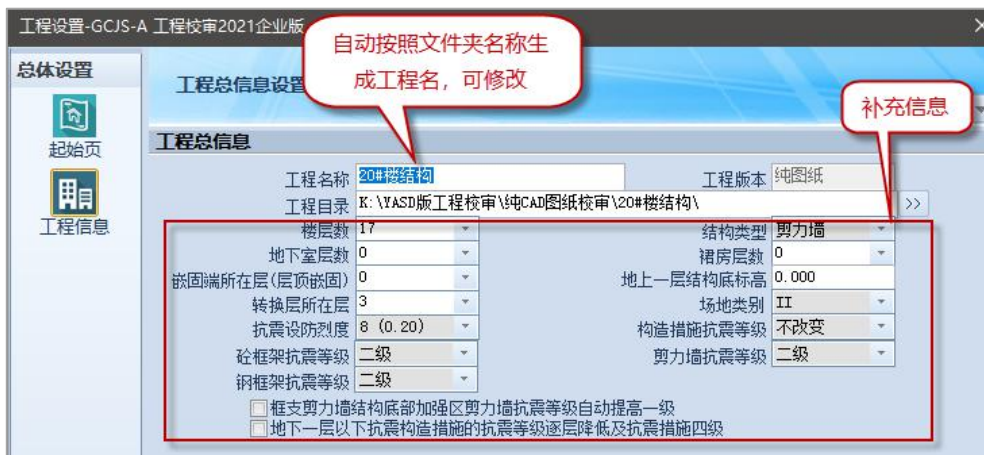 工程设置-GCJS-A 工程校审2021企业版
自动按照文件夹名称生
成工程名，可修改
总体设置
工程总信息设置
补充信息
起始页
工程总信息
工程名称 20#楼结构 工程版本 纯图纸
工程目录 K:\YASD版工程校审\纯CAD图纸校审\20#楼结构\ >>
工程信息
楼层数 17 结构类型 剪力墙
地下室层数 0 裙房层数 0
嵌固端所在层(层顶嵌固) 0 地上一层结构底标高 0.000
转换层所在层 3 场地类别 II
抗震设防烈度 8 (0.20) 构造措施抗震等级 不改变
砼框架抗震等级 二级 剪力墙抗震等级 二级
钢框架抗震等级 二级
框支剪力墙结构底部加强区剪力墙抗震等级自动提高一级
地下一层以下抗震构造措施的抗震等级逐层降低及抗震措施四级